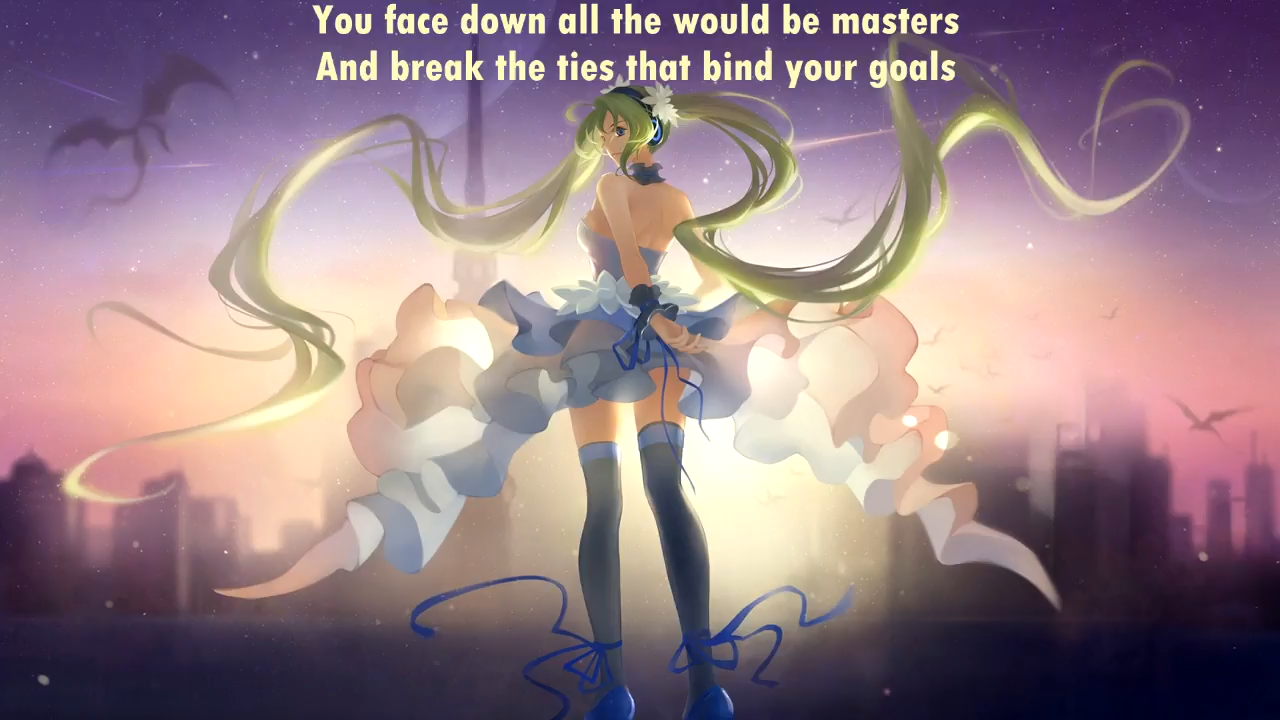 You face down all the would be masters
And break the ties that bind your goals